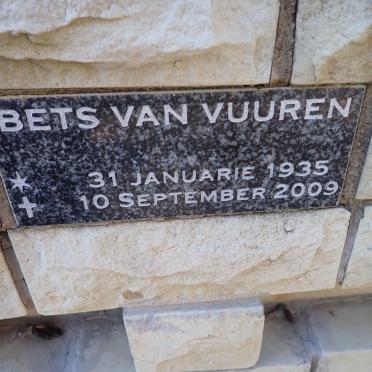 BETS VAN VUUREN
* 31 JANUARIE 1935
✝ 10 SEPTEMBER 2009